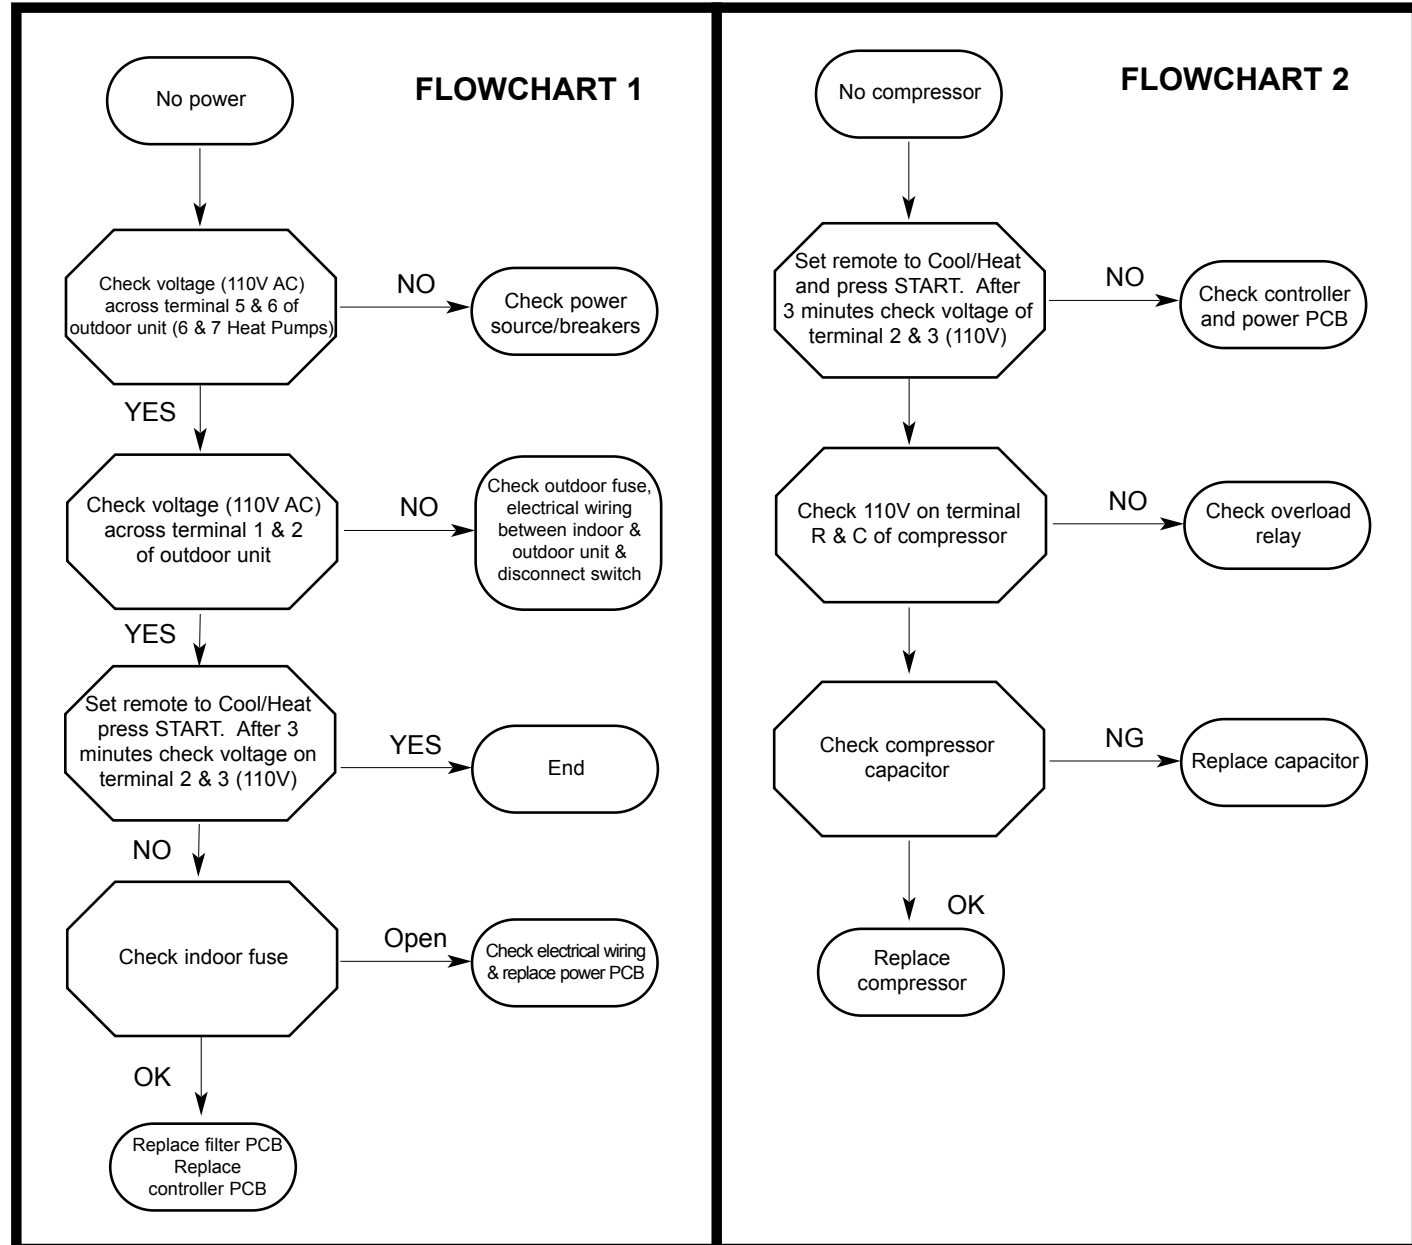 FLOWCHART 1
No power
Check voltage (110V AC)
across terminal 5 & 6 of
outdoor unit (6 & 7 Heat Pumps)
NO
Check power
source/breakers
YES
Check voltage (110V AC)
across terminal 1 & 2
of outdoor unit
NO
Check outdoor fuse,
electrical wiring
between indoor &
outdoor unit &
disconnect switch
YES
Set remote to Cool/Heat
press START. After 3
minutes check voltage on
terminal 2 & 3 (110V)
YES
End
NO
Check indoor fuse
Open
Check electrical wiring
& replace power PCB
OK
Replace filter PCB
Replace
controller PCB
FLOWCHART 2
No compressor
Set remote to Cool/Heat
and press START. After
3 minutes check voltage of
terminal 2 & 3 (110V)
NO
Check controller
and power PCB
Check 110V on terminal
R & C of compressor
NO
Check overload
relay
Check compressor
capacitor
NG
Replace capacitor
OK
Replace
compressor